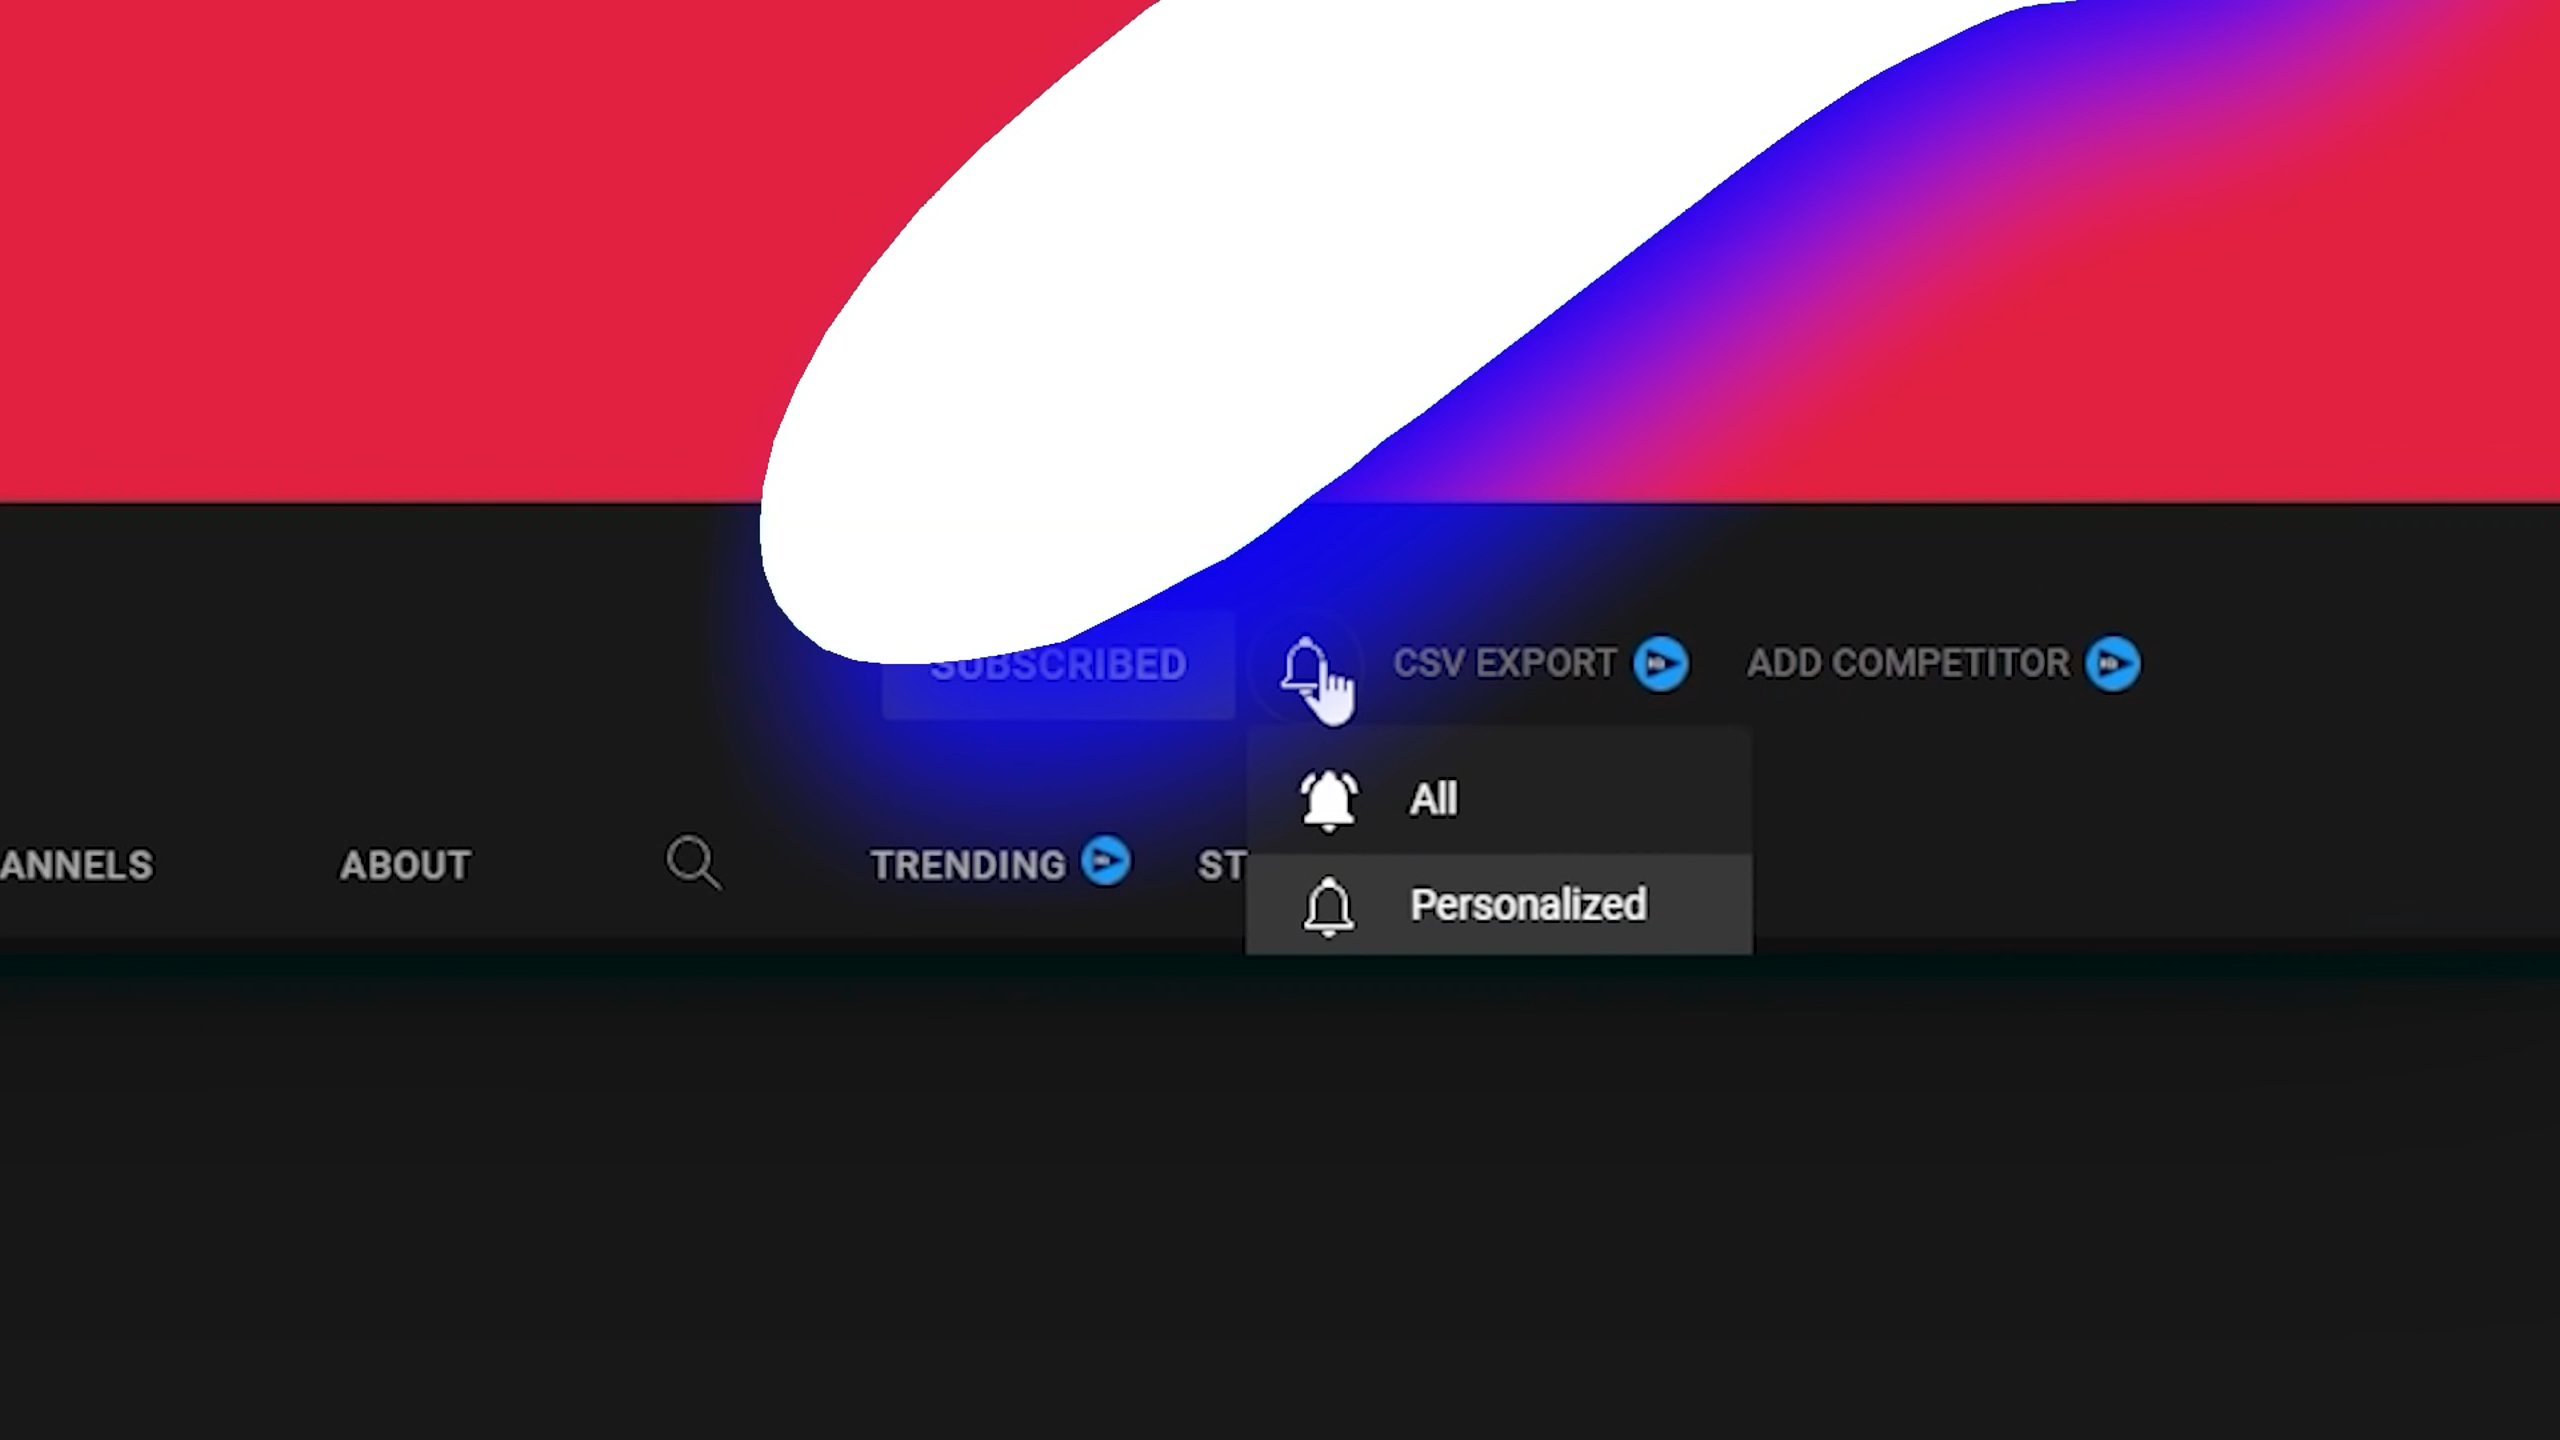 SUBSCRIBED CSV EXPORT ADD COMPETITOR
All
ANNELS ABOUT TRENDING ST
Personalized